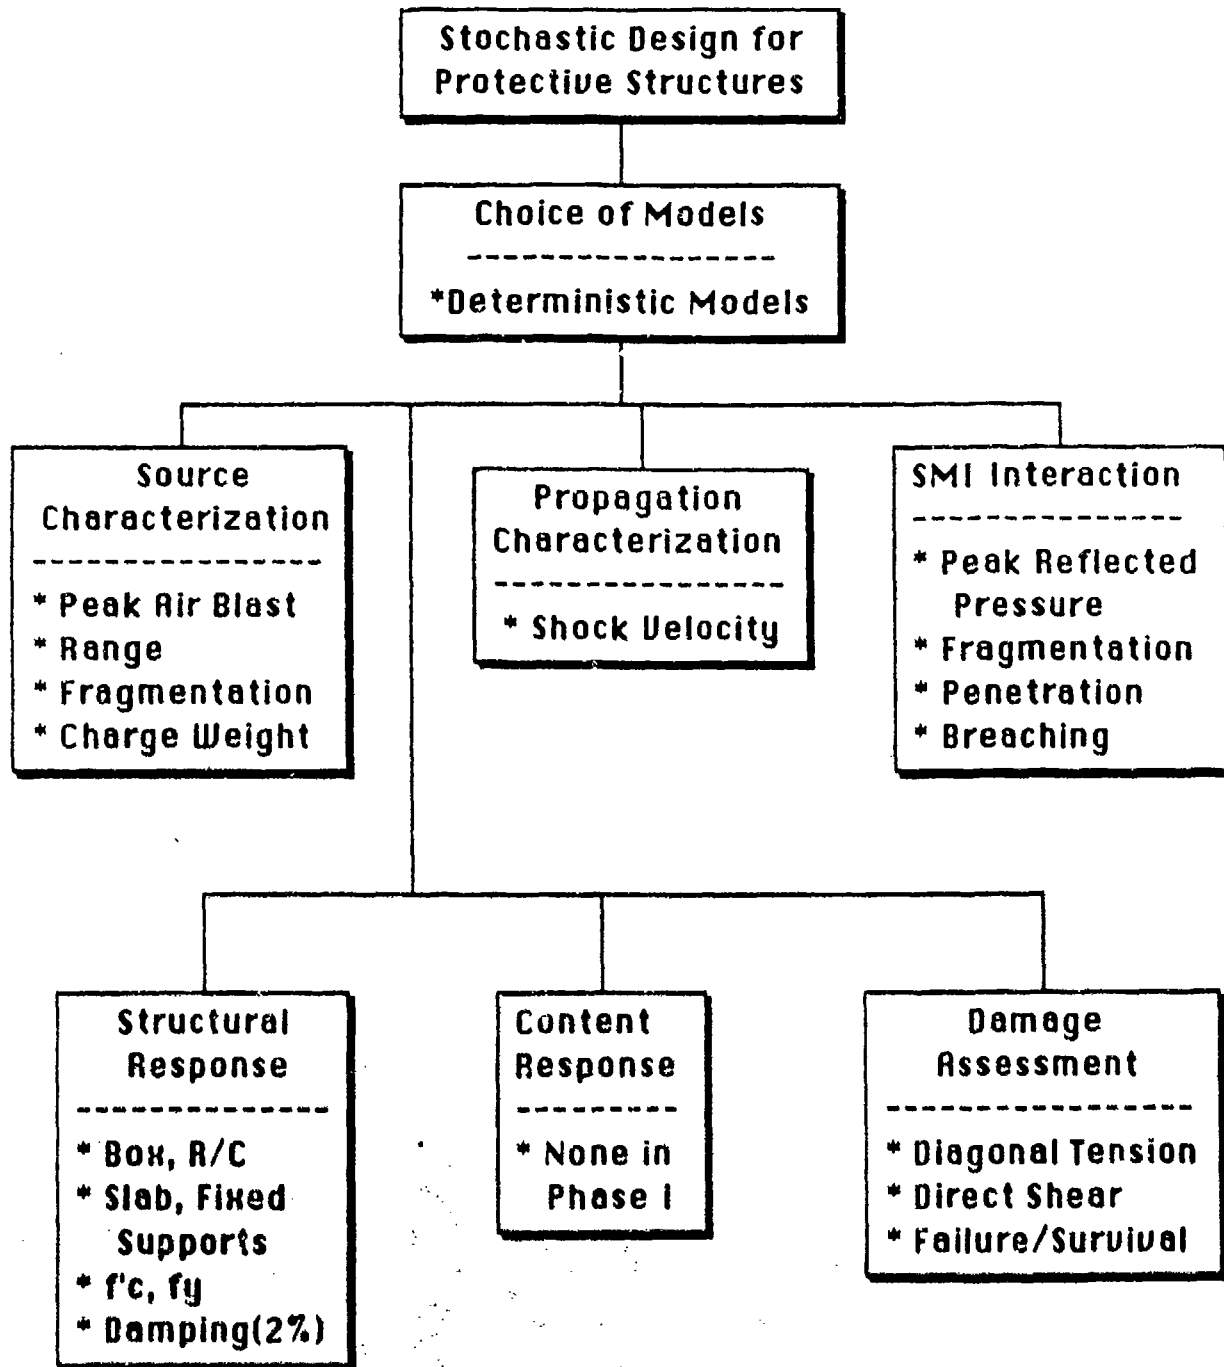 Stochastic Design for
Protective Structures
Choice of Models
-----------------
*Deterministic Models
Source
Characterization
----------------
* Peak Air Blast
* Range
* Fragmentation
* Charge Weight
Propagation
Characterization
----------------
* Shock Velocity
SMI Interaction
---------------
* Peak Reflected
Pressure
* Fragmentation
* Penetration
* Breaching
Structural
Response
--------------
* Box, R/C
* Slab, Fixed
Supports
* f'c, fy
* Damping(2%)
Content
Response
---------
* None in
Phase I
Damage
Assessment
-----------------
* Diagonal Tension
* Direct Shear
* Failure/Survival